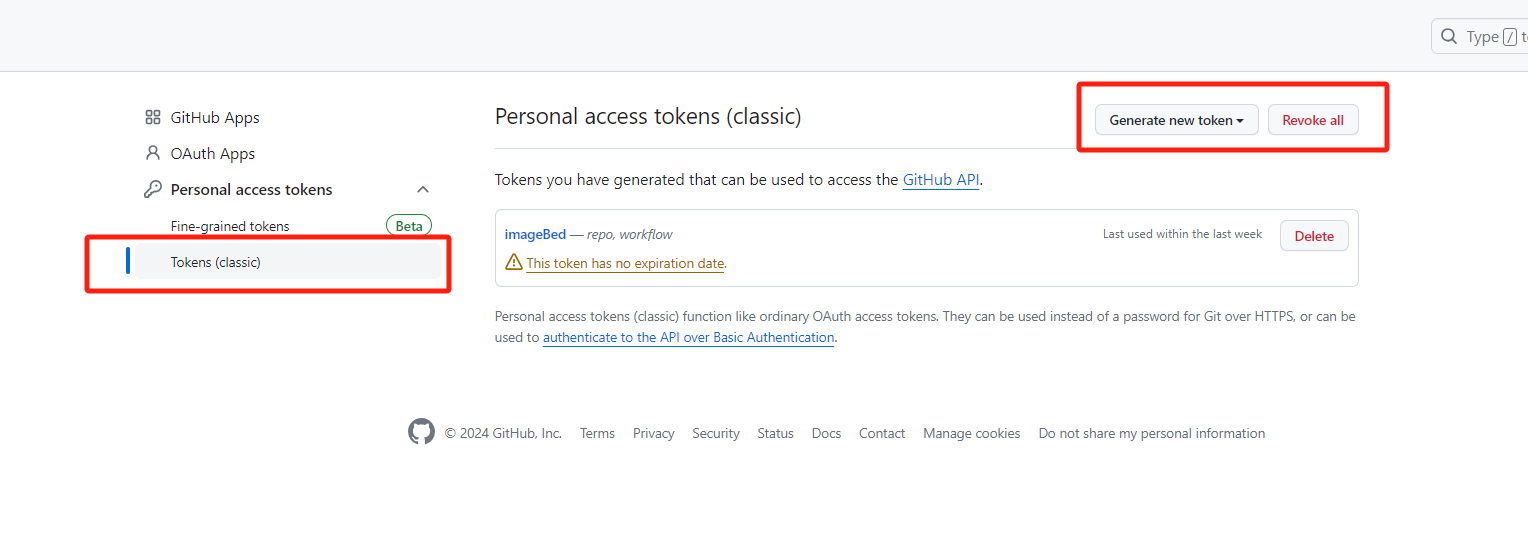 Type / t
GitHub Apps
OAuth Apps
Personal access tokens
Fine-grained tokens Beta
Tokens (classic)
Personal access tokens (classic)
Generate new token Revoke all
Tokens you have generated that can be used to access the GitHub API.
imageBed — repo, workflow Last used within the last week Delete
This token has no expiration date.
Personal access tokens (classic) function like ordinary OAuth access tokens. They can be used instead of a password for Git over HTTPS, or can be
used to authenticate to the API over Basic Authentication.
© 2024 GitHub, Inc. Terms Privacy Security Status Docs Contact Manage cookies Do not share my personal information